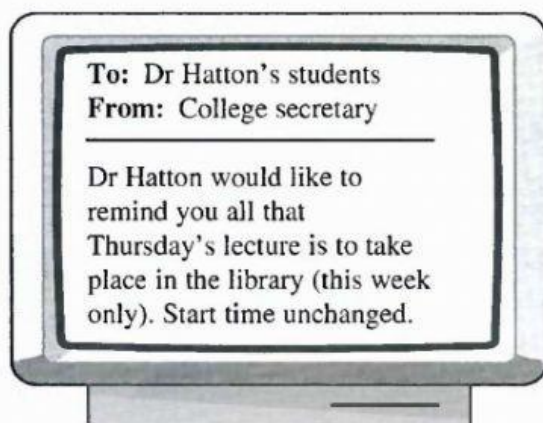 To: Dr Hatton's students
From: College secretary
Dr Hatton would like to
remind you all that
Thursday's lecture is to take
place in the library (this week
only). Start time unchanged.